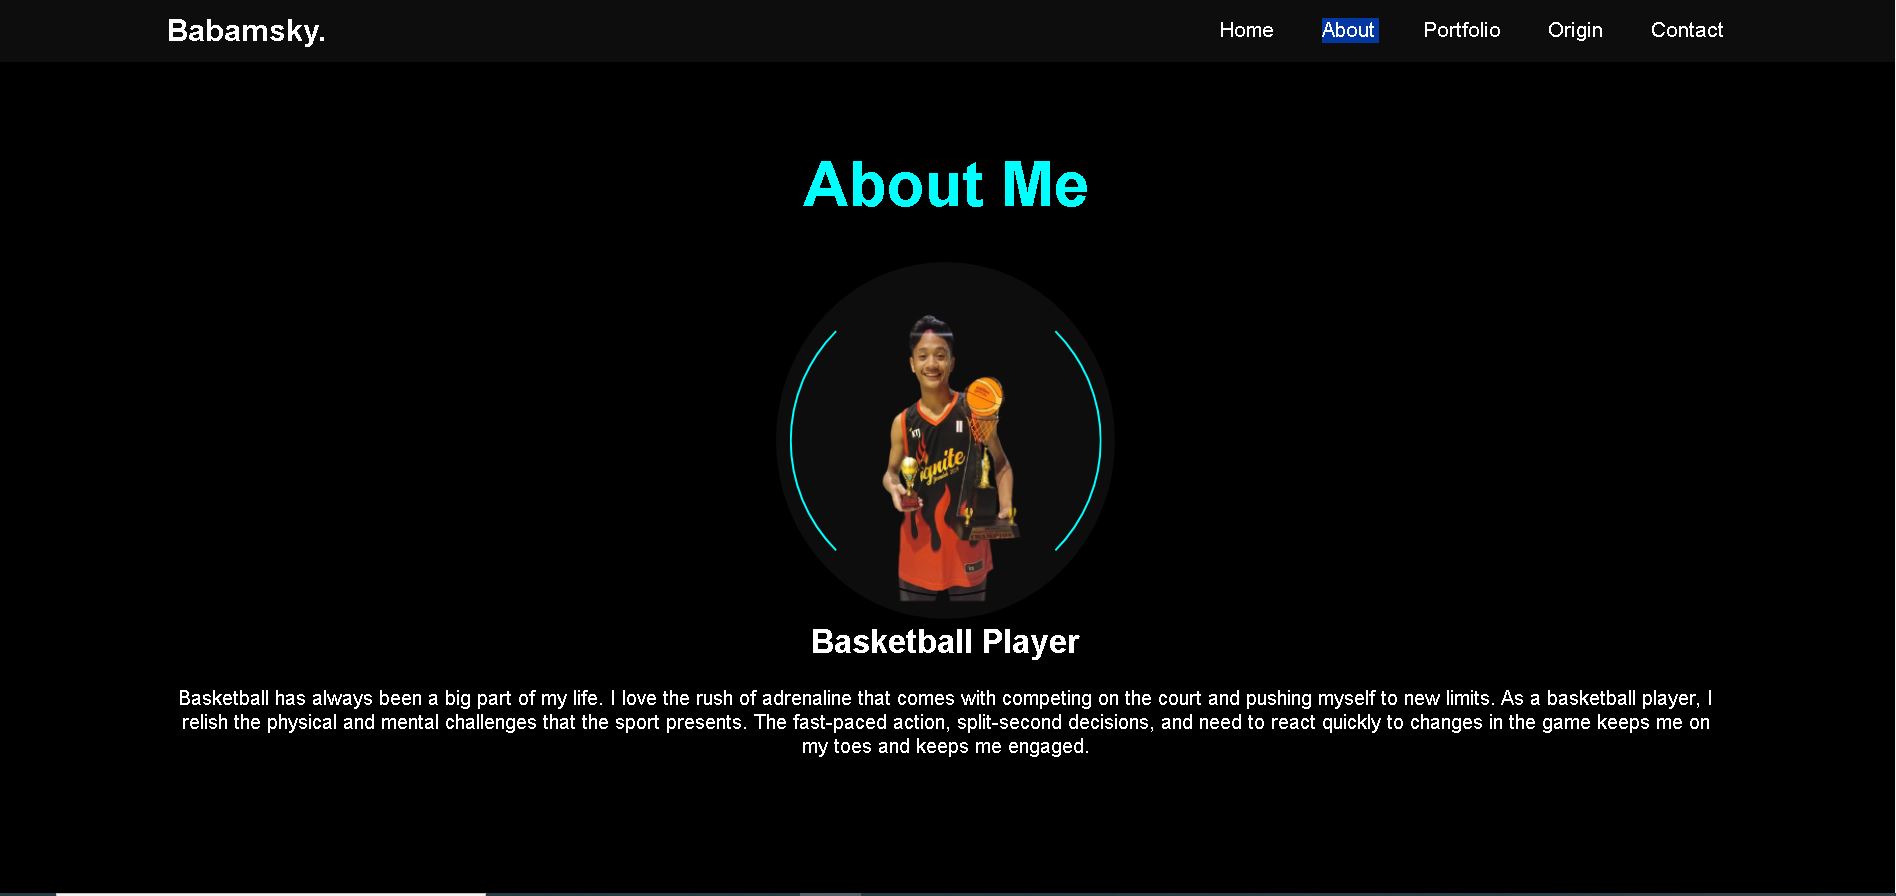 Babamsky.
Home About Portfolio Origin Contact
About Me
ignite
CHAMPION
Basketball Player
Basketball has always been a big part of my life. I love the rush of adrenaline that comes with competing on the court and pushing myself to new limits. As a basketball player, I
relish the physical and mental challenges that the sport presents. The fast-paced action, split-second decisions, and need to react quickly to changes in the game keeps me on
my toes and keeps me engaged.